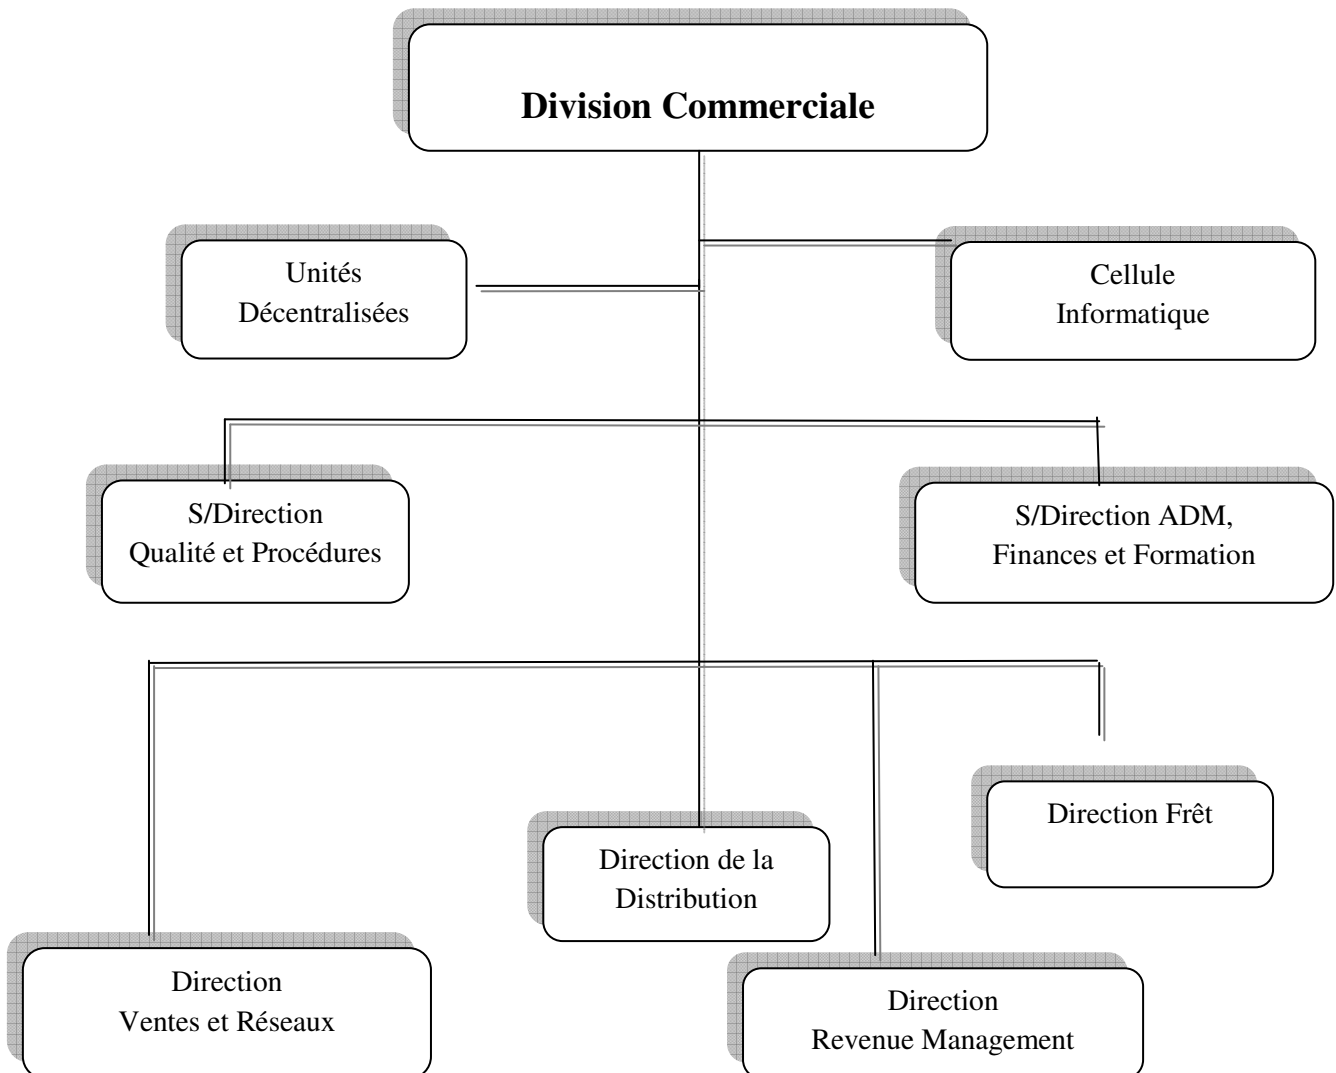 Division Commerciale
Unités
Décentralisées
Cellule
Informatique
S/Direction
Qualité et Procédures
S/Direction ADM,
Finances et Formation
Direction Frêt
Direction de la
Distribution
Direction
Ventes et Réseaux
Direction
Revenue Management